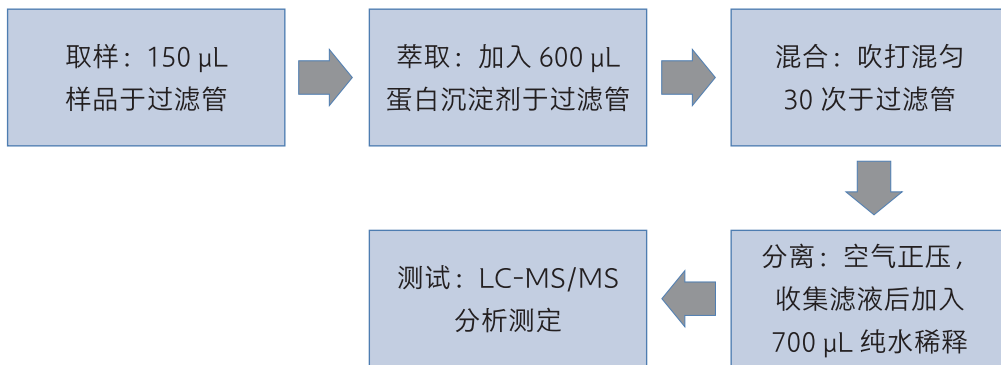 取样：150 μL
样品于过滤管
萃取：加入 600 μL
蛋白沉淀剂于过滤管
混合：吹打混匀
30 次于过滤管
分离：空气正压，
收集滤液后加入
700 μL 纯水稀释
测试：LC-MS/MS
分析测定